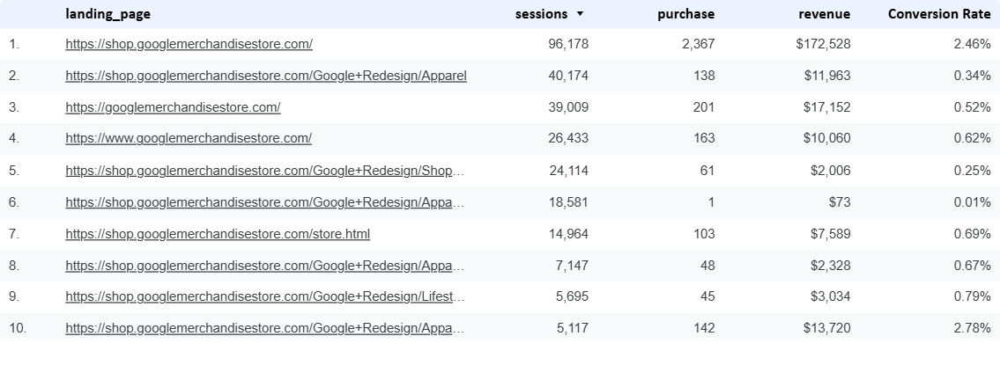 landing_page sessions ▼ purchase revenue Conversion Rate
1. https://shop.googlemerchandisestore.com/ 96,178 2,367 $172,528 2.46%
2. https://shop.googlemerchandisestore.com/Google+Redesign/Apparel 40,174 138 $11,963 0.34%
3. https://googlemerchandisestore.com/ 39,009 201 $17,152 0.52%
4. https://www.googlemerchandisestore.com/ 26,433 163 $10,060 0.62%
5. https://shop.googlemerchandisestore.com/Google+Redesign/Shop… 24,114 61 $2,006 0.25%
6. https://shop.googlemerchandisestore.com/Google+Redesign/Appa… 18,581 1 $73 0.01%
7. https://shop.googlemerchandisestore.com/store.html 14,964 103 $7,589 0.69%
8. https://shop.googlemerchandisestore.com/Google+Redesign/Appa… 7,147 48 $2,328 0.67%
9. https://shop.googlemerchandisestore.com/Google+Redesign/Lifest… 5,695 45 $3,034 0.79%
10. https://shop.googlemerchandisestore.com/Google+Redesign/Appa… 5,117 142 $13,720 2.78%